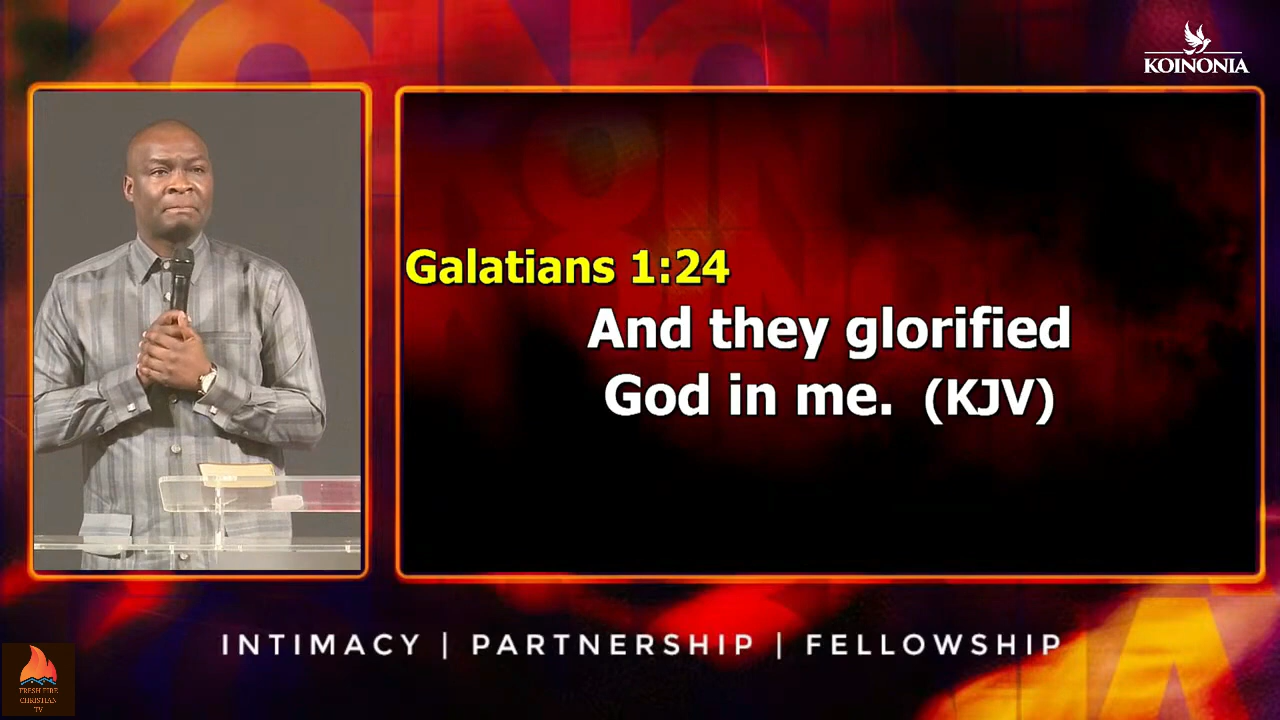 KOINONIA
Galatians 1:24
And they glorified
God in me. (KJV)
INTIMACY | PARTNERSHIP | FELLOWSHIP
FRESH FIRE
CHRISTIAN
TV